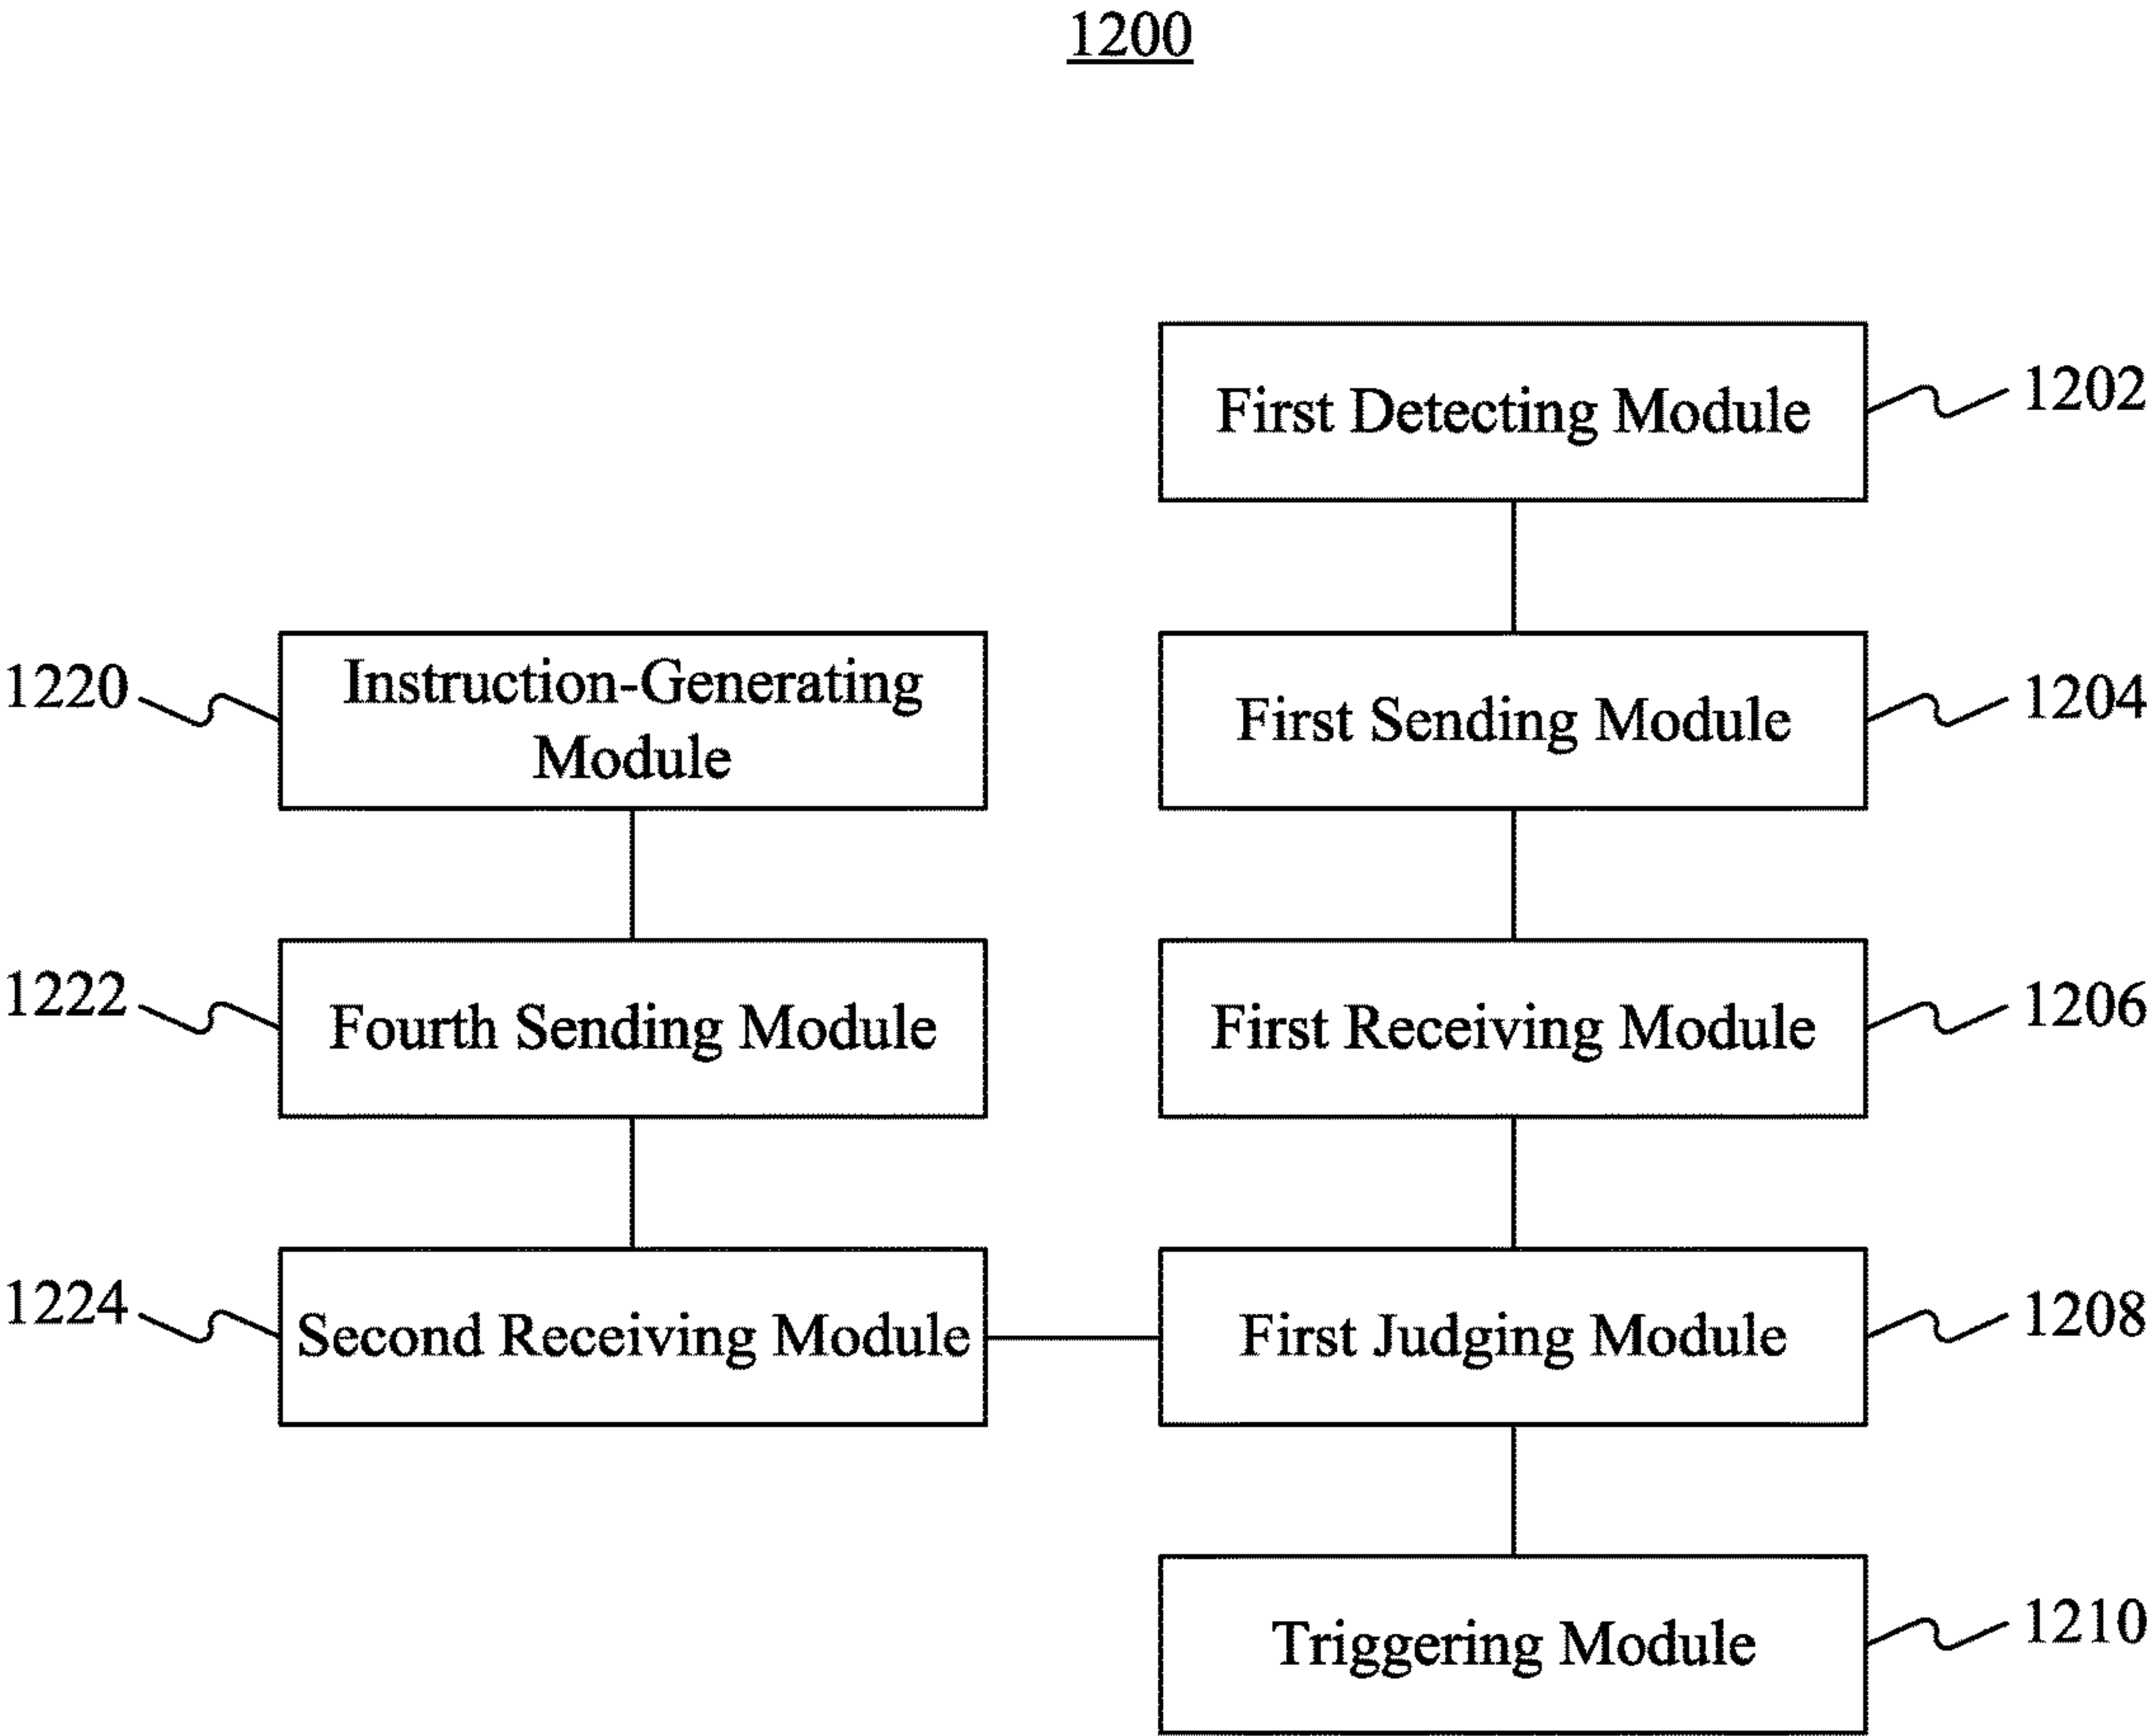 1200
First Detecting Module
1202
1220
Instruction-Generating
Module
First Sending Module
1204
1222
Fourth Sending Module
First Receiving Module
1206
1224
Second Receiving Module
First Judging Module
1208
Triggering Module
1210